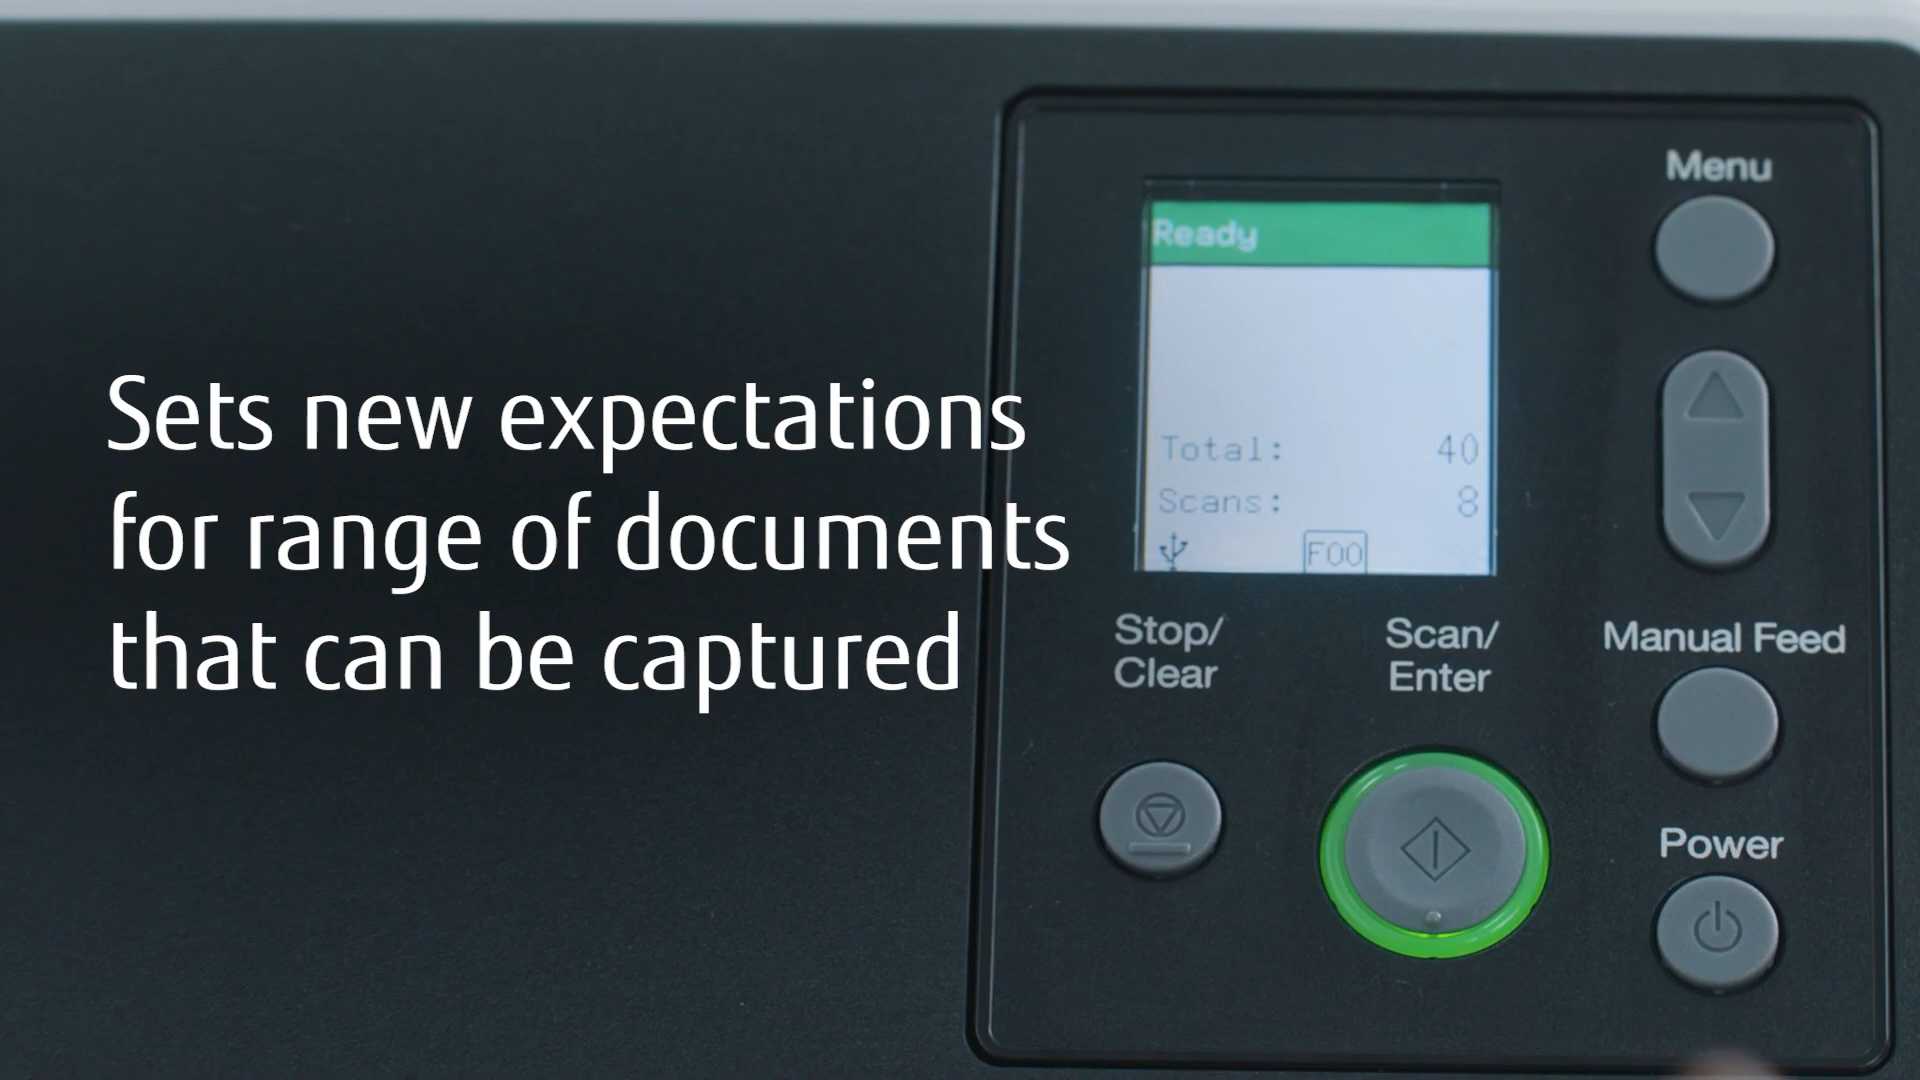 Sets new expectations
for range of documents
that can be captured
Ready
Total: 40
Scans: 8
F00
Menu
Stop/
Clear
Scan/
Enter
Manual Feed
Power